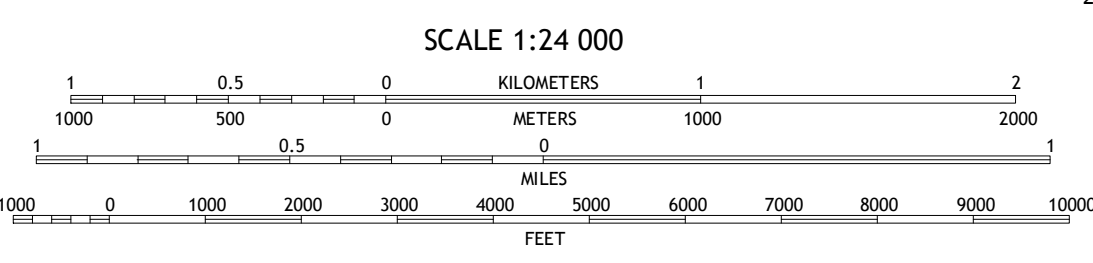 SCALE 1:24 000
1 0.5 0 KILOMETERS 1 2
1000 500 0 METERS 1000 2000
1 0.5 0 1
MILES
1000 0 1000 2000 3000 4000 5000 6000 7000 8000 9000 10000
FEET